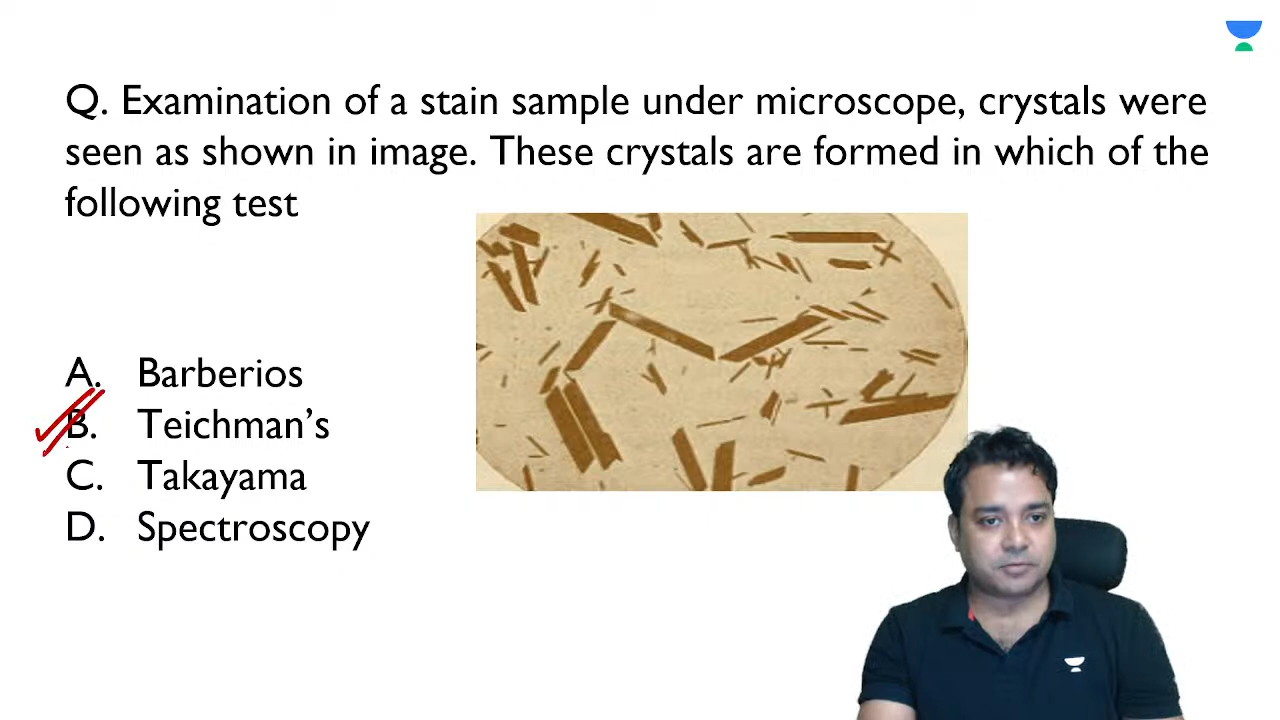 Q. Examination of a stain sample under microscope, crystals were
seen as shown in image. These crystals are formed in which of the
following test
A. Barberios
B. Teichman’s
C. Takayama
D. Spectroscopy